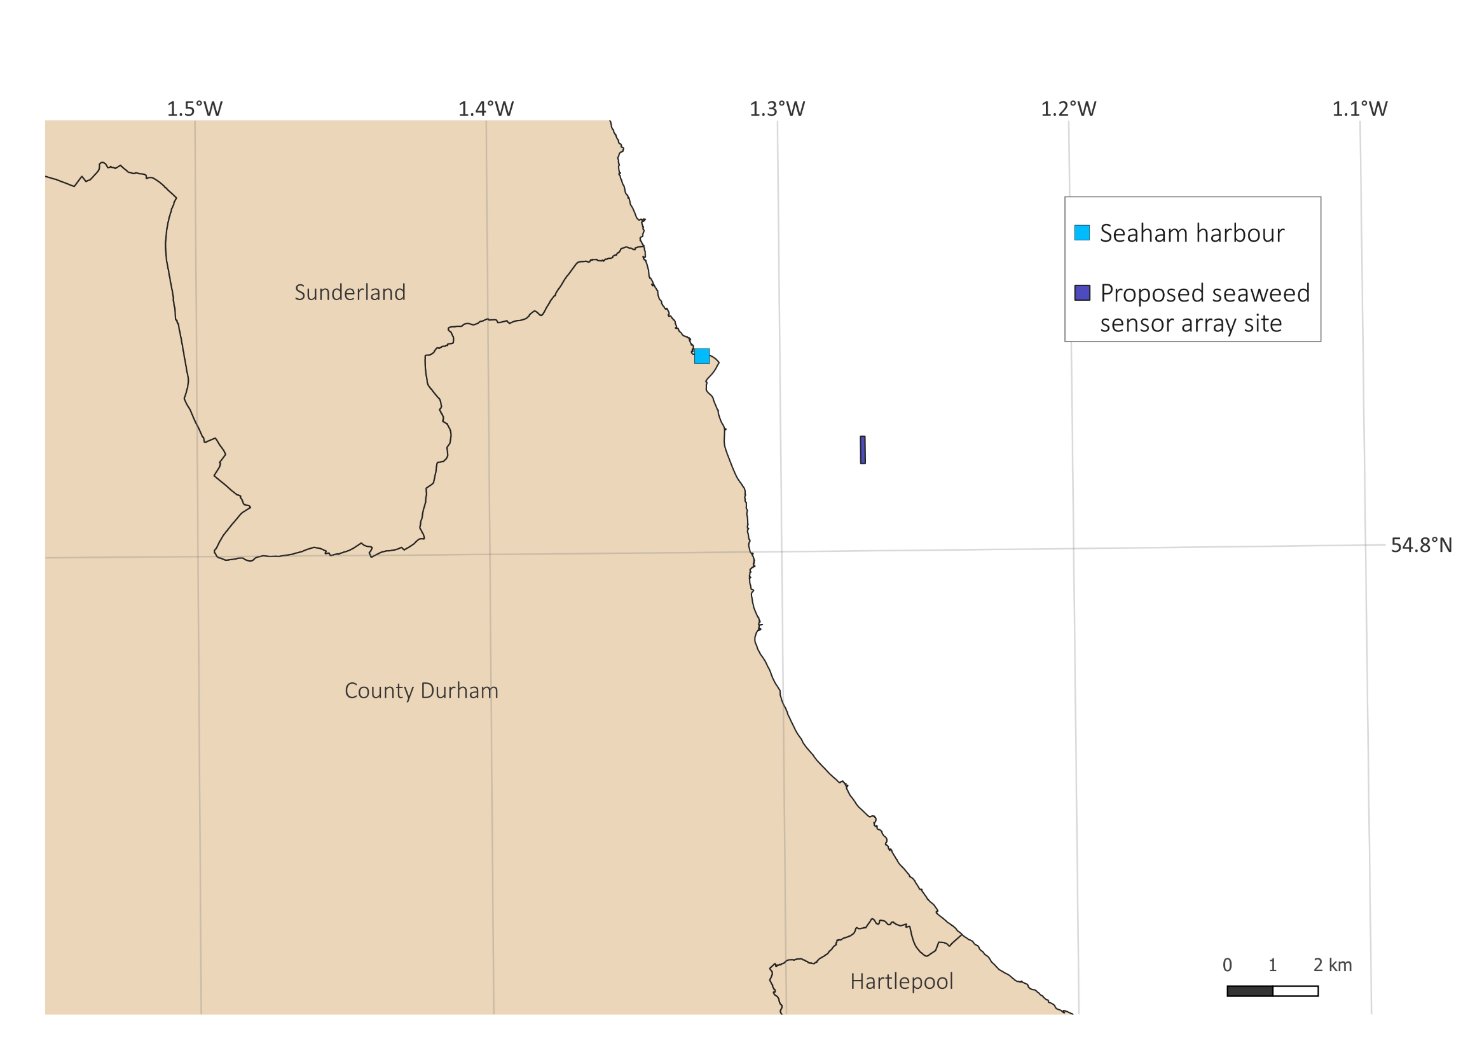 1.5°W 1.4°W 1.3°W 1.2°W 1.1°W
Seaham harbour
Proposed seaweed
sensor array site
Sunderland
54.8°N
County Durham
0 1 2 km
Hartlepool